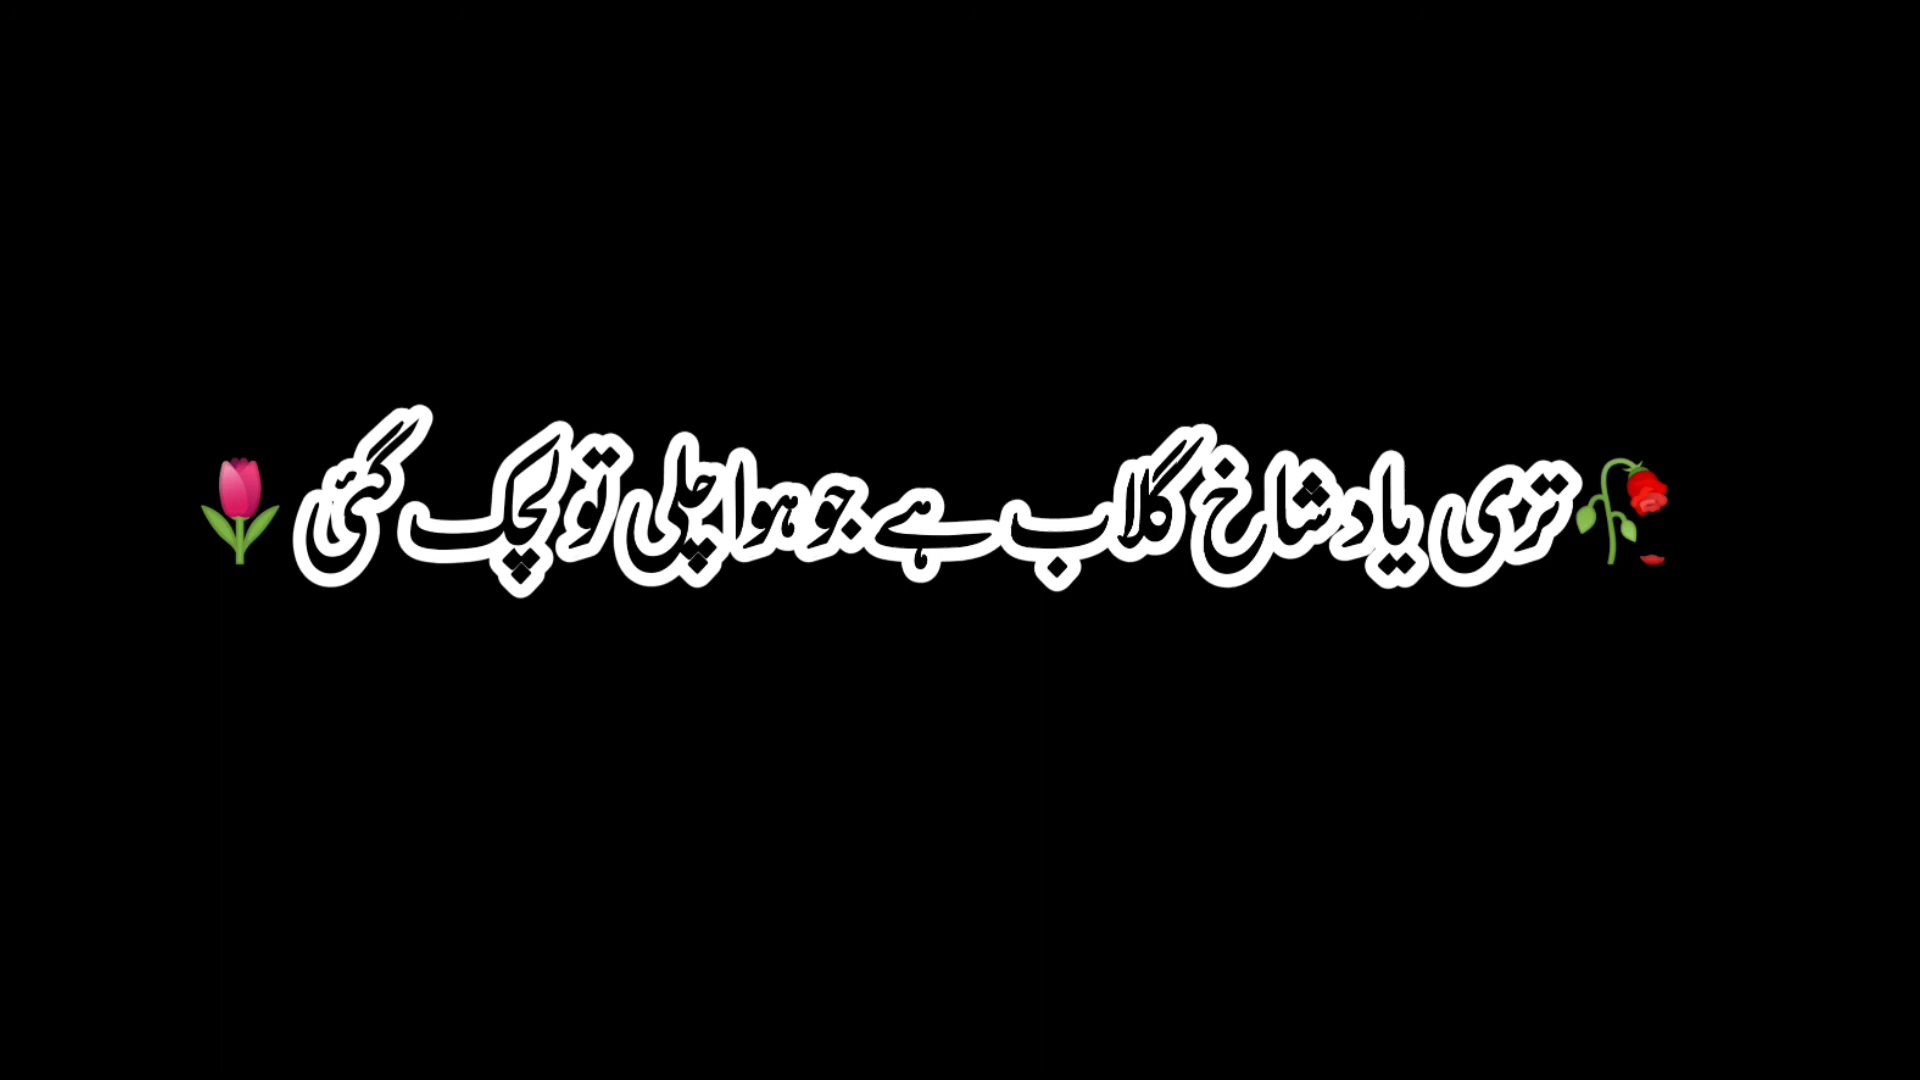 🥀تری یاد شاخ گلاب ہے جو ہوا چلی تو لچک گئی🌷